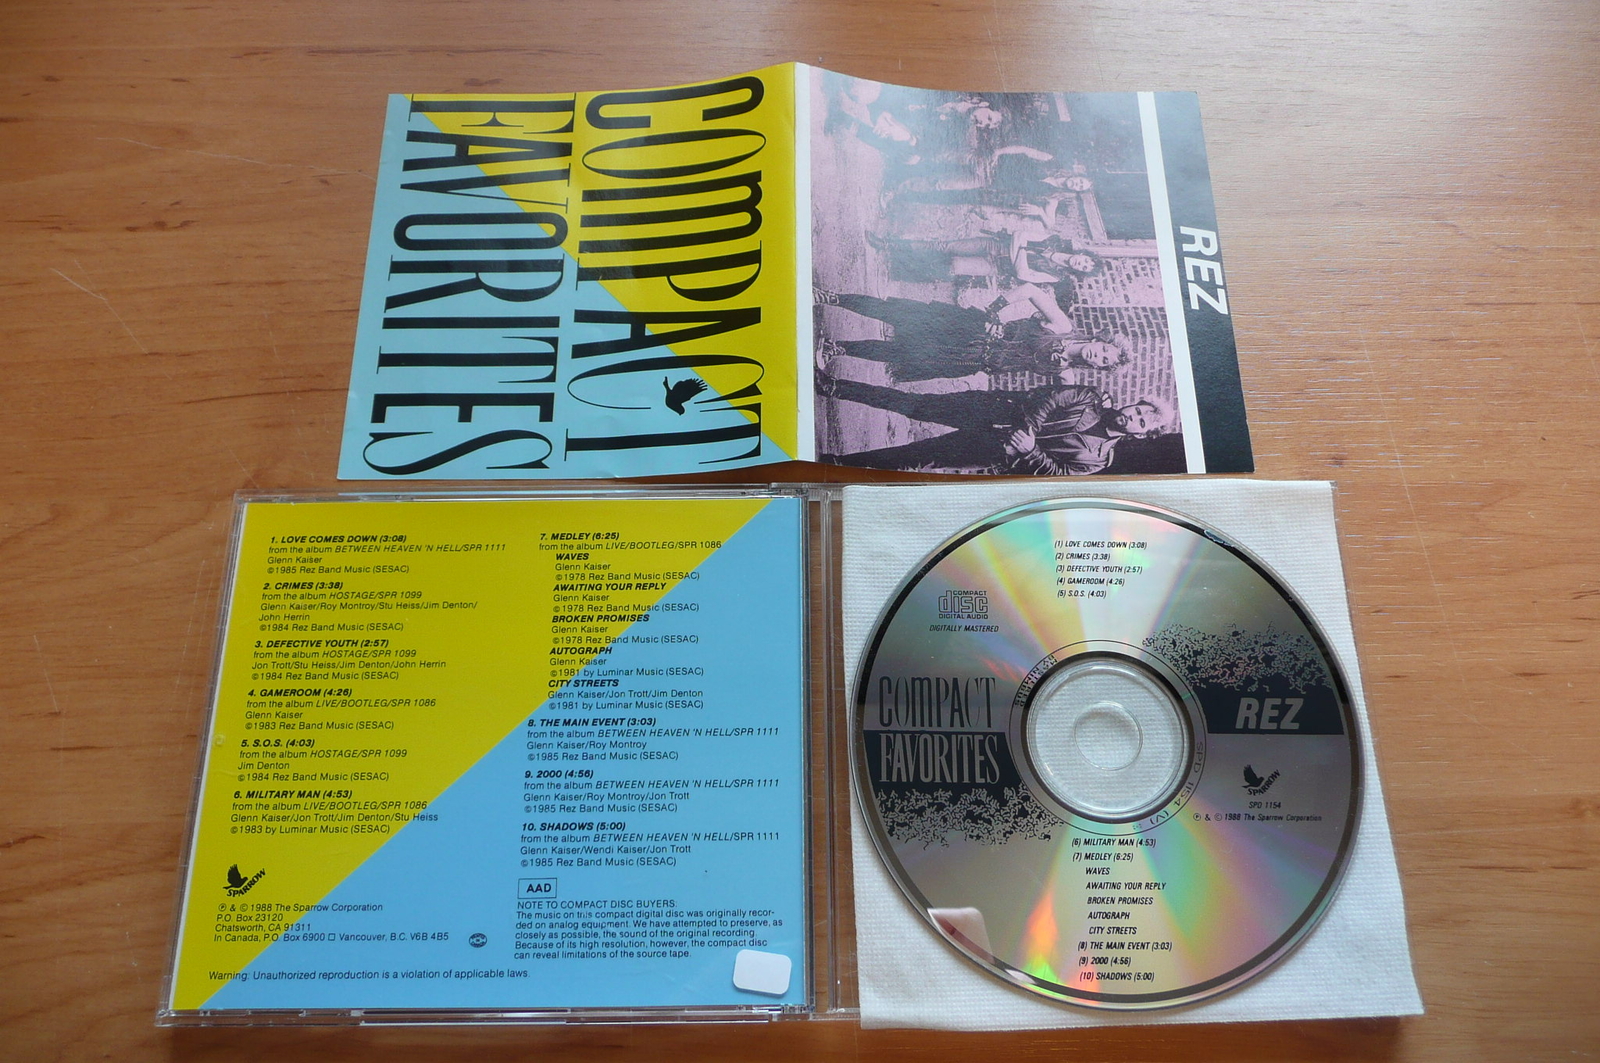 COMPACT
FAVORITES
REZ
1. LOVE COMES DOWN (3:08)
from the album BETWEEN HEAVEN 'N HELL/SPR 1111
Glenn Kaiser
©1985 Rez Band Music (SESAC)
2. CRIMES (3:38)
from the album HOSTAGE/SPR 1099
Glenn Kaiser/Roy Montroy/Stu Heiss/Jim Denton/
John Herrin
©1984 Rez Band Music (SESAC)
3. DEFECTIVE YOUTH (2:57)
from the album HOSTAGE/SPR 1099
Jon Trott/Stu Heiss/Jim Denton/John Herrin
©1984 Rez Band Music (SESAC)
4. GAMEROOM (4:26)
from the album LIVE/BOOTLEG/SPR 1086
Glenn Kaiser
©1983 Rez Band Music (SESAC)
5. S.O.S. (4:03)
from the album HOSTAGE/SPR 1099
Jim Denton
©1984 Rez Band Music (SESAC)
6. MILITARY MAN (4:53)
from the album LIVE/BOOTLEG/SPR 1086
Glenn Kaiser/Jon Trott/Jim Denton/Stu Heiss
©1983 by Luminar Music (SESAC)
SPARROW
℗ & © 1988 The Sparrow Corporation
P.O. Box 23120
Chatsworth, CA 91311
In Canada, P.O. Box 6900 □ Vancouver, B.C. V6B 4B5
Warning: Unauthorized reproduction is a violation of applicable laws.
7. MEDLEY (6:25)
from the album LIVE/BOOTLEG/SPR 1086
WAVES
Glenn Kaiser
©1978 Rez Band Music (SESAC)
AWAITING YOUR REPLY
Glenn Kaiser
©1978 Rez Band Music (SESAC)
BROKEN PROMISES
Glenn Kaiser
©1978 Rez Band Music (SESAC)
AUTOGRAPH
Glenn Kaiser
©1981 by Luminar Music (SESAC)
CITY STREETS
Glenn Kaiser/Jon Trott/Jim Denton
©1981 by Luminar Music (SESAC)
8. THE MAIN EVENT (3:03)
from the album BETWEEN HEAVEN 'N HELL/SPR 1111
Glenn Kaiser/Roy Montroy
©1985 Rez Band Music (SESAC)
9. 2000 (4:56)
from the album BETWEEN HEAVEN 'N HELL/SPR 1111
Glenn Kaiser/Roy Montroy/Jon Trott
©1985 Rez Band Music (SESAC)
10. SHADOWS (5:00)
from the album BETWEEN HEAVEN 'N HELL/SPR 1111
Glenn Kaiser/Wendi Kaiser/Jon Trott
©1985 Rez Band Music (SESAC)
AAD
NOTE TO COMPACT DISC BUYERS:
The music on this compact digital disc was originally recor-
ded on analog equipment. We have attempted to preserve, as
closely as possible, the sound of the original recording.
Because of its high resolution, however, the compact disc
can reveal limitations of the source tape.
(1) LOVE COMES DOWN (3:08)
(2) CRIMES (3:38)
(3) DEFECTIVE YOUTH (2:57)
(4) GAMEROOM (4:26)
(5) S.O.S. (4:03)
COMPACT
disc
DIGITAL AUDIO
DIGITALLY MASTERED
COMPACT
FAVORITES
REZ
SPARROW
SPD 1154
℗ & © 1988 The Sparrow Corporation
SPD 1154 (V)
(6) MILITARY MAN (4:53)
(7) MEDLEY (6:25)
WAVES
AWAITING YOUR REPLY
BROKEN PROMISES
AUTOGRAPH
CITY STREETS
(8) THE MAIN EVENT (3:03)
(9) 2000 (4:56)
(10) SHADOWS (5:00)